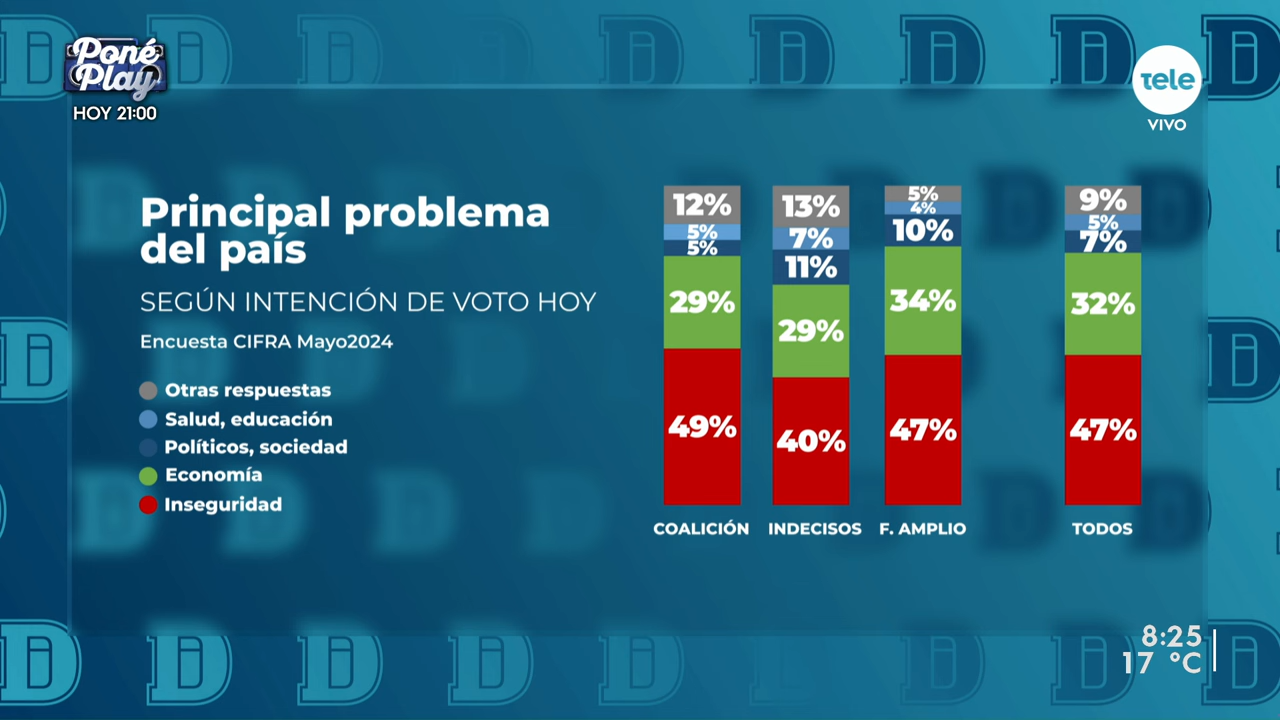 Poné
Play
HOY 21:00
tele
VIVO
Principal problema
del país
SEGÚN INTENCIÓN DE VOTO HOY
Encuesta CIFRA Mayo2024
Otras respuestas
Salud, educación
Políticos, sociedad
Economía
Inseguridad
12%
5%
5%
29%
49%
COALICIÓN
13%
7%
11%
29%
40%
INDECISOS
5%
4%
10%
34%
47%
F. AMPLIO
9%
5%
7%
32%
47%
TODOS
8:25
17 °C